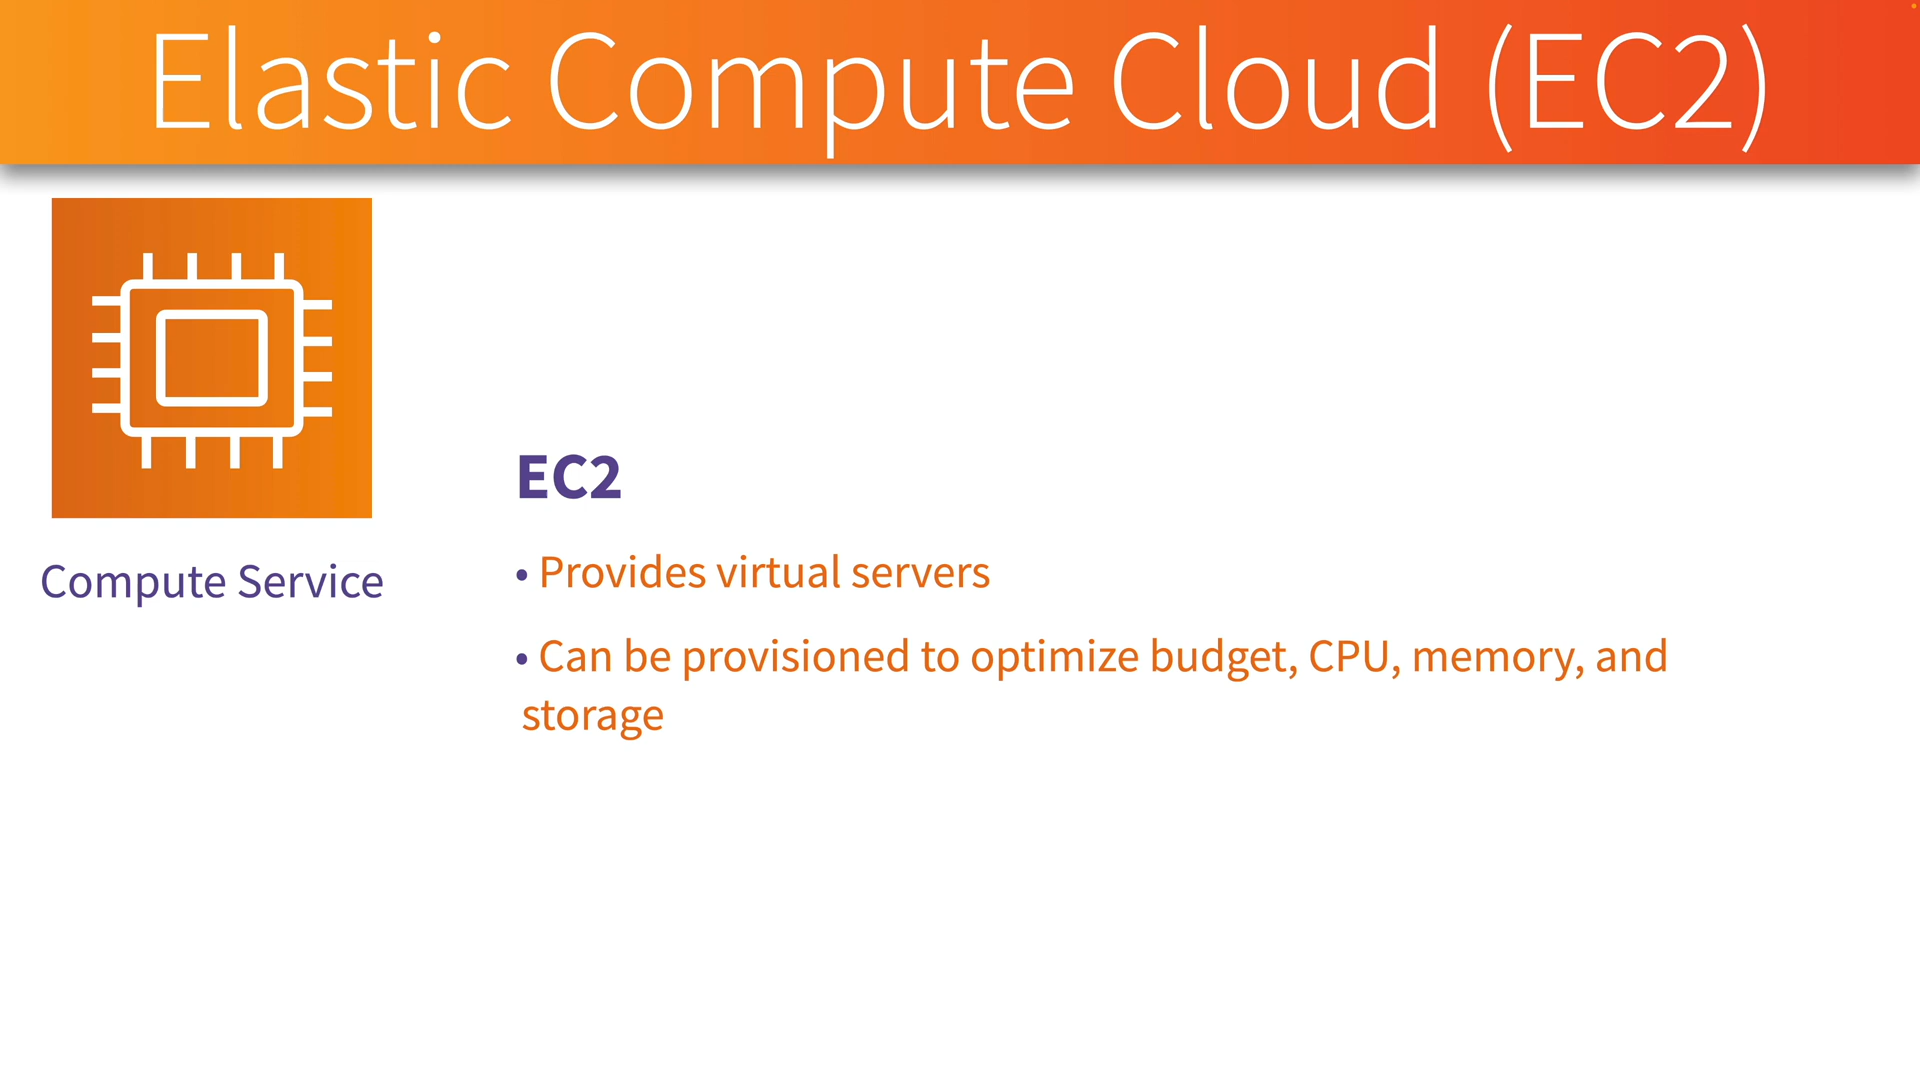 Elastic Compute Cloud (EC2)
Compute Service
EC2
• Provides virtual servers
• Can be provisioned to optimize budget, CPU, memory, and
storage